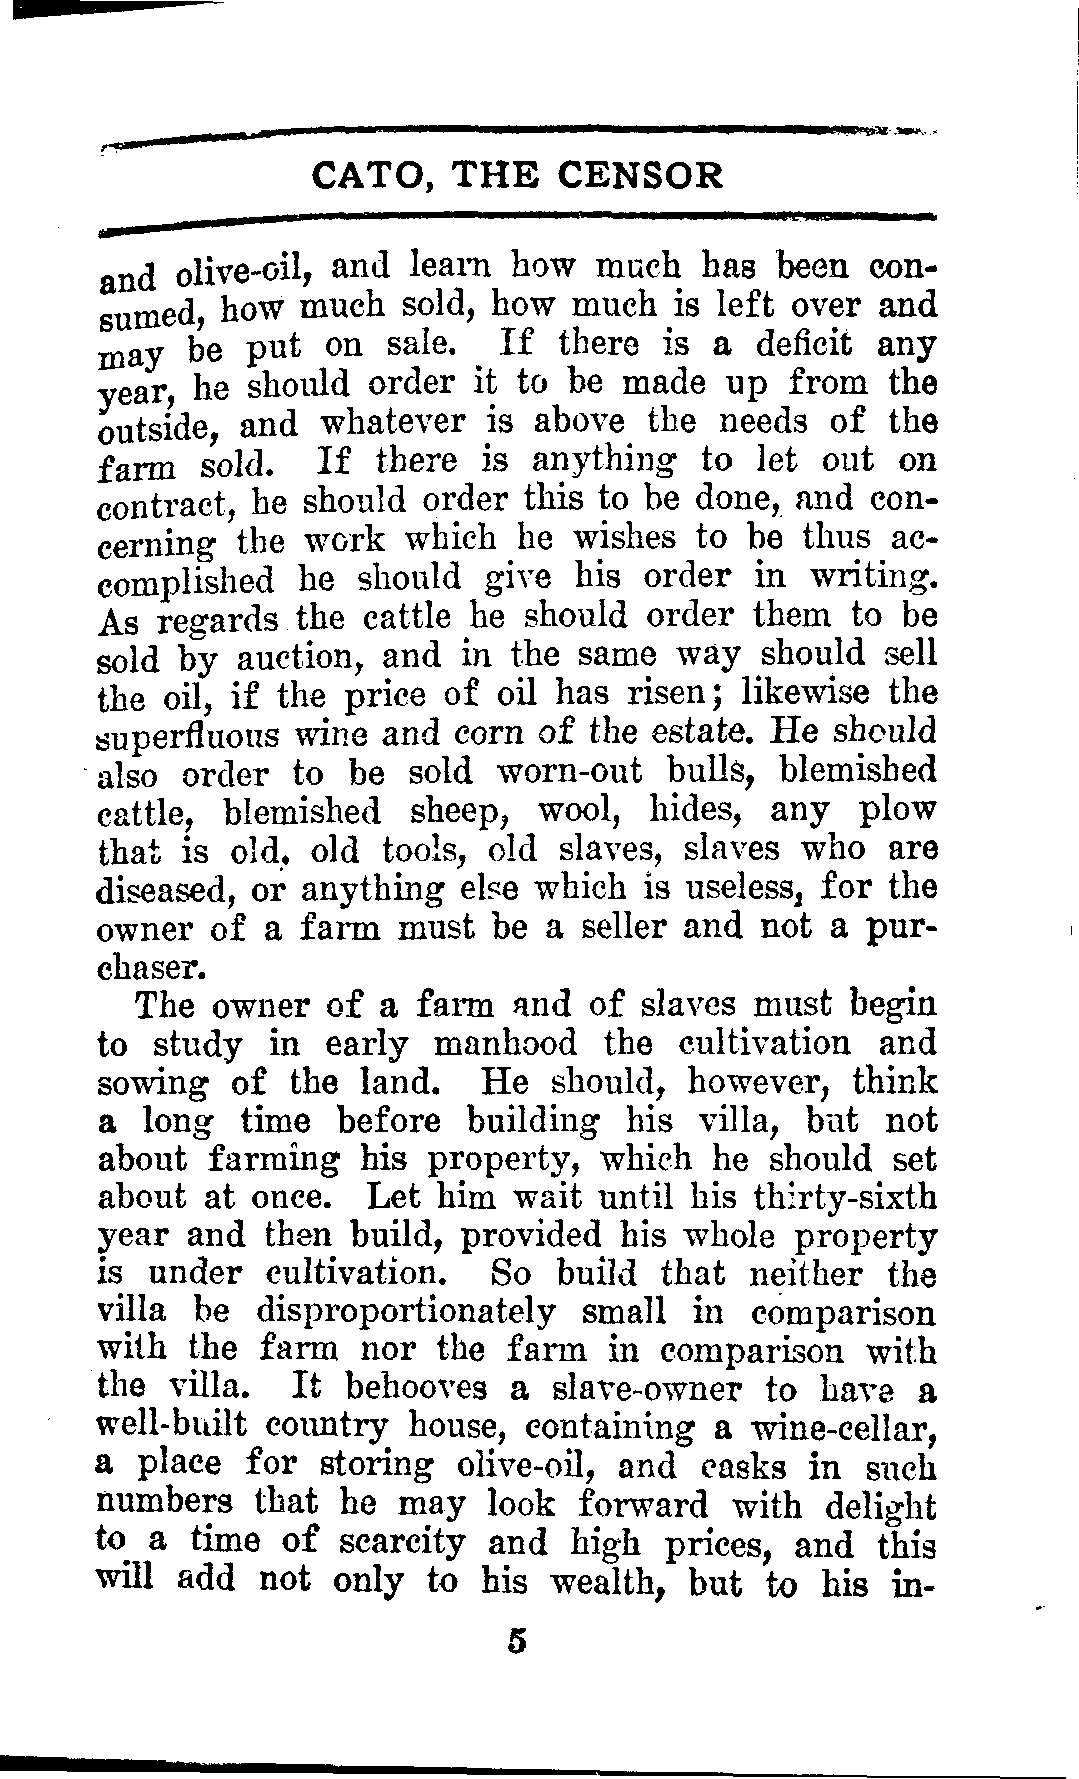 CATO, THE CENSOR
and olive-oil, and learn how much has been con-
sumed, how much sold, how much is left over and
may be put on sale. If there is a deficit any
year, he should order it to be made up from the
outside, and whatever is above the needs of the
farm sold. If there is anything to let out on
contract, he should order this to be done, and con-
cerning the work which he wishes to be thus ac-
complished he should give his order in writing.
As regards the cattle he should order them to be
sold by auction, and in the same way should sell
the oil, if the price of oil has risen; likewise the
superfluous wine and corn of the estate. He should
also order to be sold worn-out bulls, blemished
cattle, blemished sheep, wool, hides, any plow
that is old, old tools, old slaves, slaves who are
diseased, or anything else which is useless, for the
owner of a farm must be a seller and not a pur-
chaser.
The owner of a farm and of slaves must begin
to study in early manhood the cultivation and
sowing of the land. He should, however, think
a long time before building his villa, but not
about farming his property, which he should set
about at once. Let him wait until his thirty-sixth
year and then build, provided his whole property
is under cultivation. So build that neither the
villa be disproportionately small in comparison
with the farm nor the farm in comparison with
the villa. It behooves a slave-owner to have a
well-built country house, containing a wine-cellar,
a place for storing olive-oil, and casks in such
numbers that he may look forward with delight
to a time of scarcity and high prices, and this
will add not only to his wealth, but to his in-
5